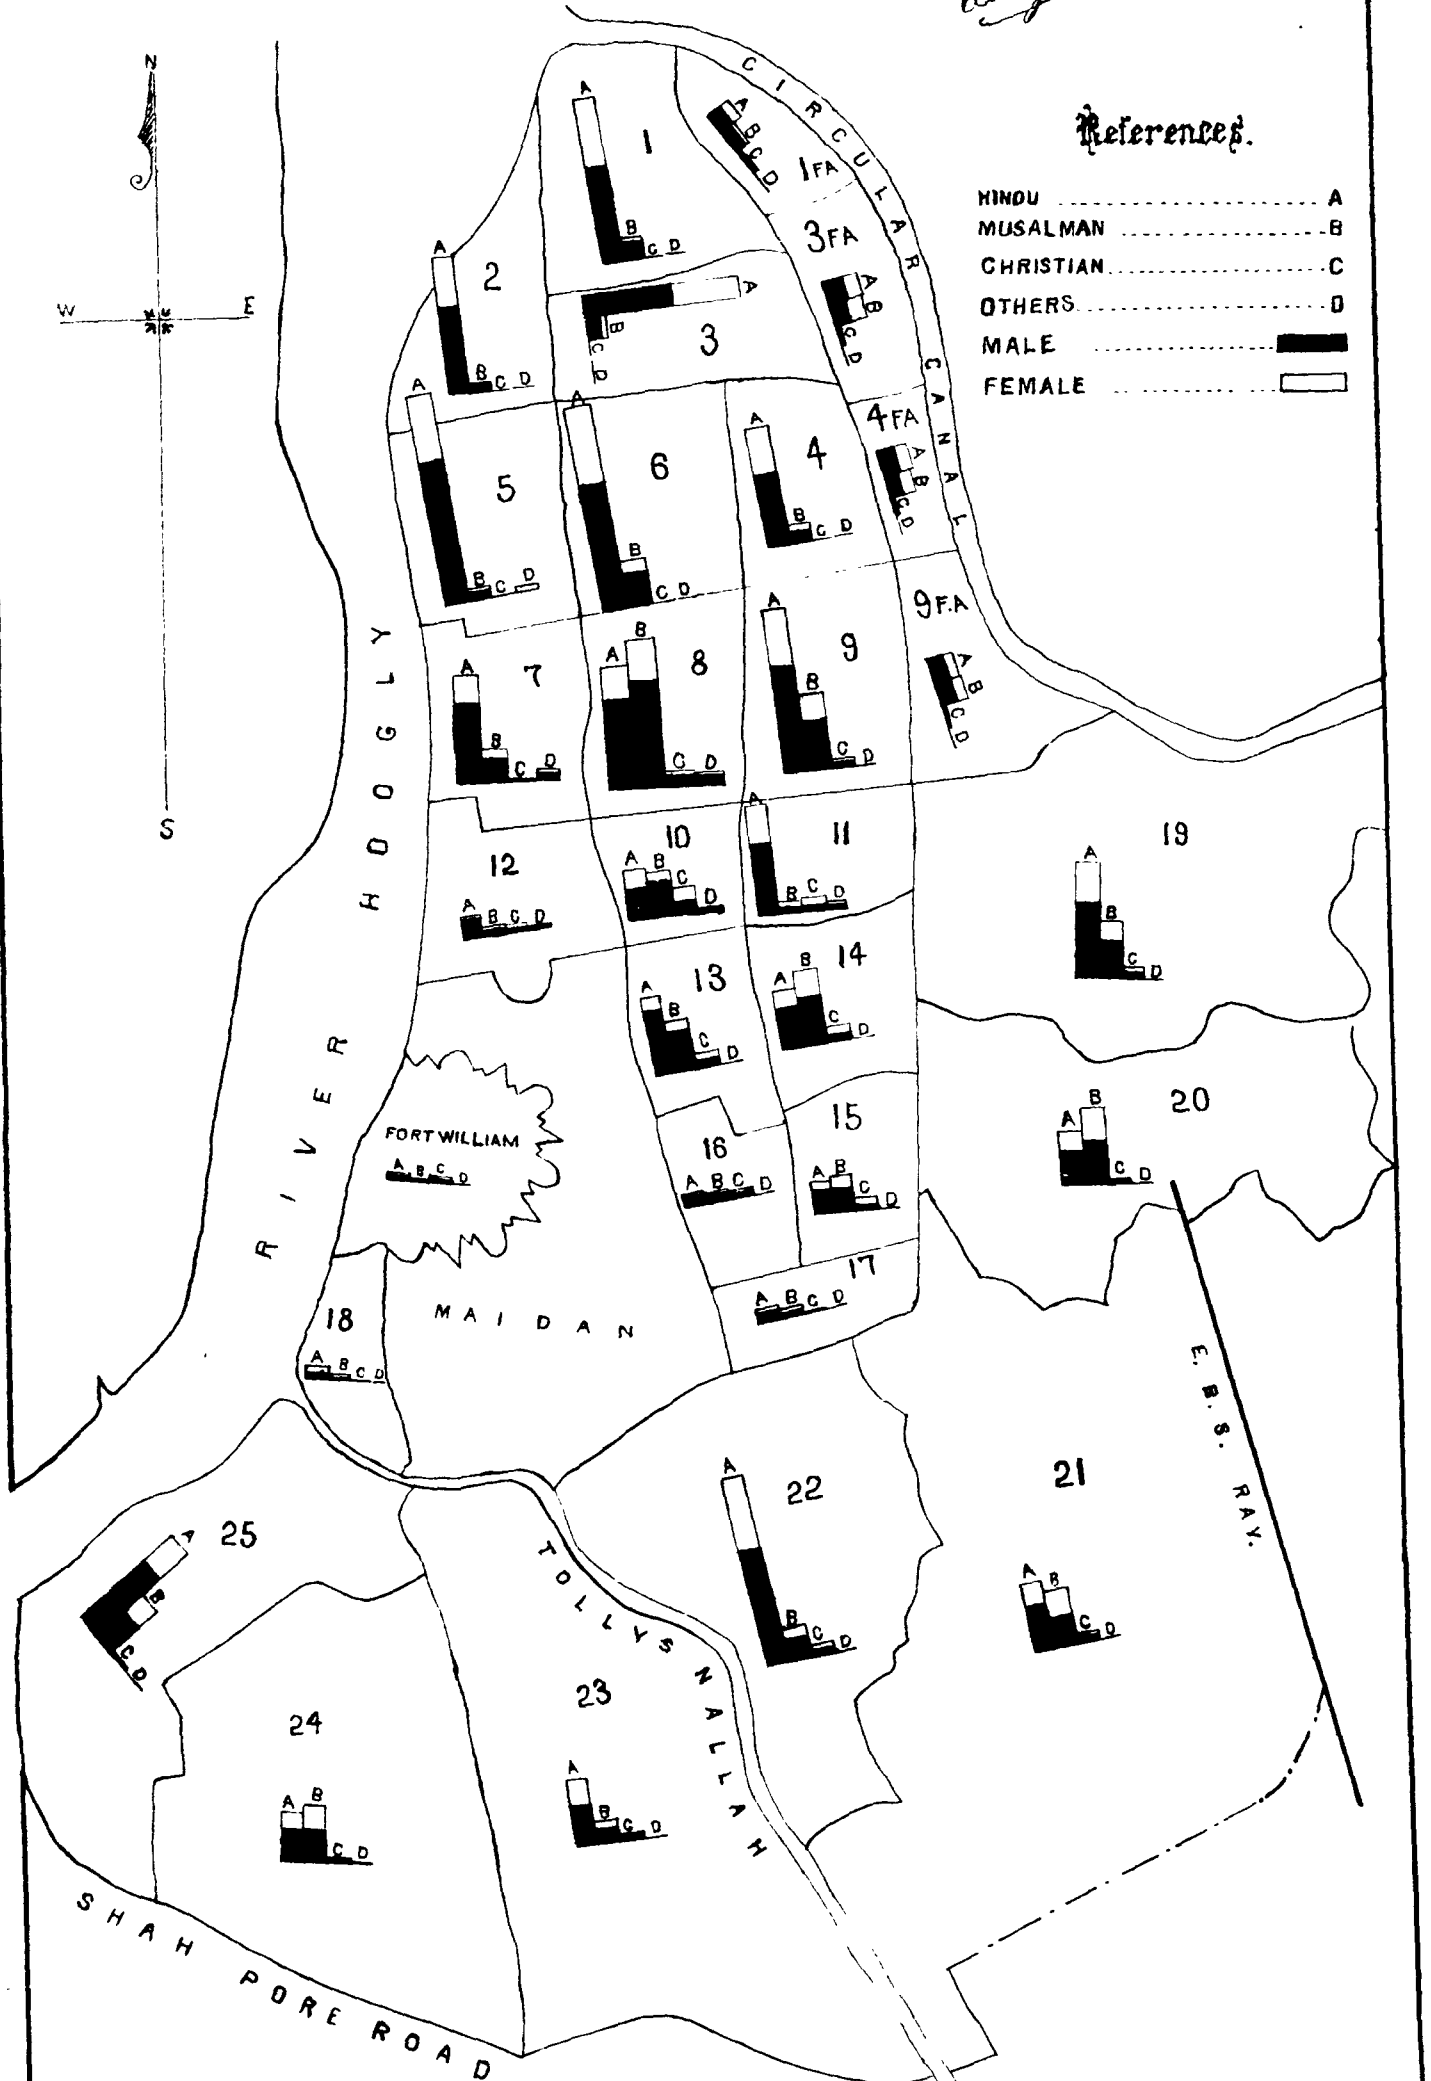 References.
HINDU ........ A
MUSALMAN ........ B
CHRISTIAN ........ C
OTHERS ........ D
MALE ........
FEMALE ........
N
W E
S
CIRCULAR CANAL
RIVER HOOGLY
1
A B C D
1FA
A B C D
2
A B C D
3FA
A B C D
3
A B C D
4FA
A B C D
5
A B C D
6
A B C D
4
A B C D
9F.A
A B C D
7
A B C D
8
A B C D
9
A B C D
12
A B C D
10
A B C D
11
A B C D
19
A B C D
13
A B C D
14
A B C D
FORT WILLIAM
A B C D
16
A B C D
15
A B C D
20
A B C D
17
A B C D
18
A B C D
MAIDAN
E. B. S. RAY.
25
A B C D
22
A B C D
21
A B C D
TOLLYS NALLAH
24
A B C D
23
A B C D
SHAH PORE ROAD